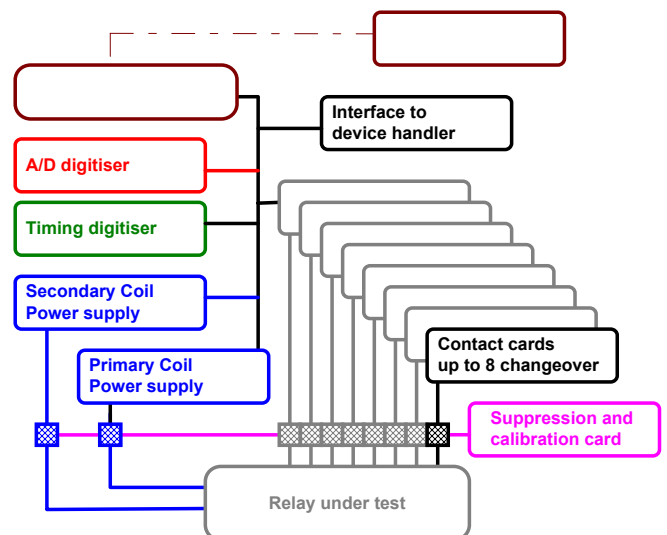 Interface to
device handler
A/D digitiser
Timing digitiser
Secondary Coil
Power supply
Contact cards
up to 8 changeover
Primary Coil
Power supply
Suppression and
calibration card
Relay under test